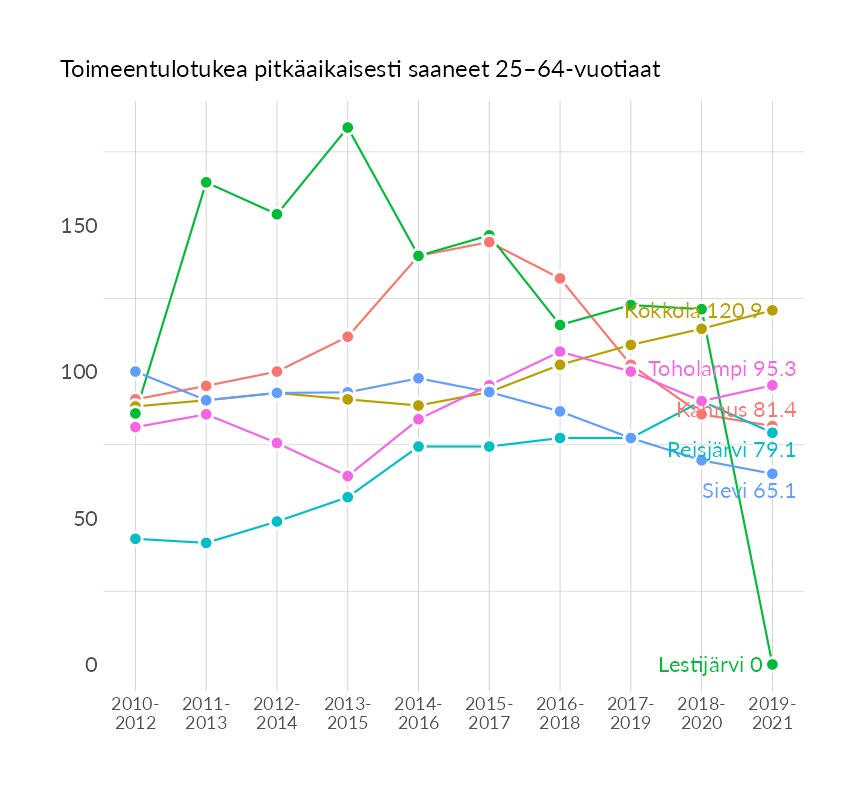 Toimeentulotukea pitkäaikaisesti saaneet 25–64-vuotiaat
150
100
50
0
Kokkola 120.9
Toholampi 95.3
Kannus 81.4
Reisjärvi 79.1
Sievi 65.1
Lestijärvi 0
2010- 2011- 2012- 2013- 2014- 2015- 2016- 2017- 2018- 2019-
2012 2013 2014 2015 2016 2017 2018 2019 2020 2021